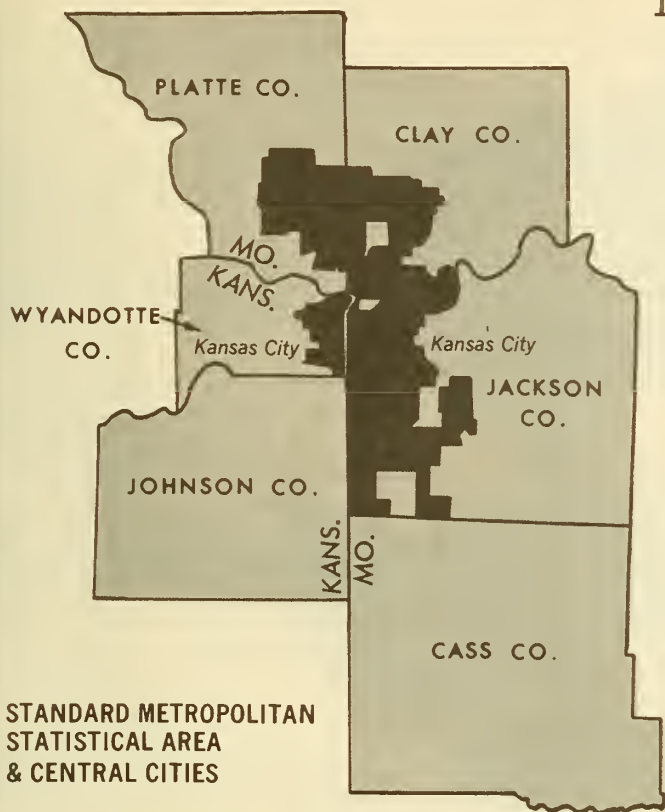 PLATTE CO.
CLAY CO.
MO.
KANS.
WYANDOTTE
CO.
Kansas City
Kansas City
JACKSON
CO.
JOHNSON CO.
KANS.
MO.
CASS CO.
STANDARD METROPOLITAN
STATISTICAL AREA
& CENTRAL CITIES